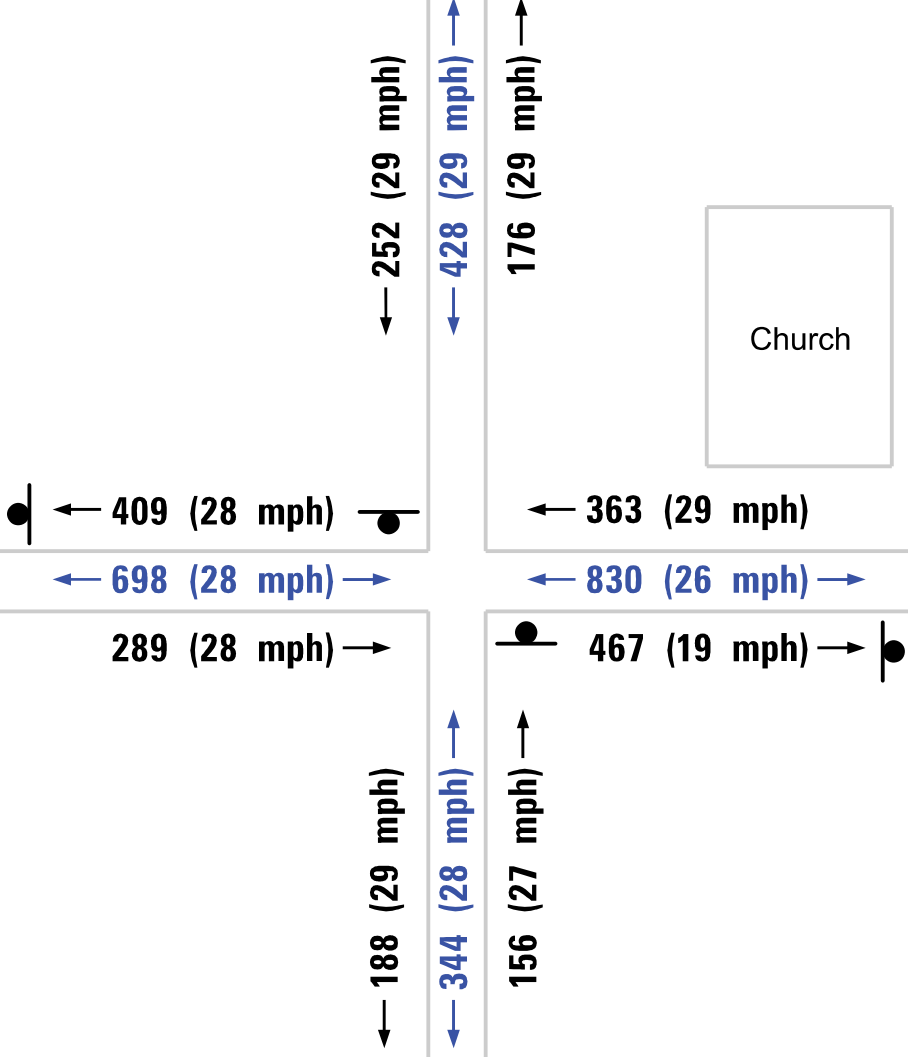 252 (29 mph)
428 (29 mph)
176 (29 mph)
Church
409 (28 mph)
363 (29 mph)
698 (28 mph)
830 (26 mph)
289 (28 mph)
467 (19 mph)
188 (29 mph)
344 (28 mph)
156 (27 mph)